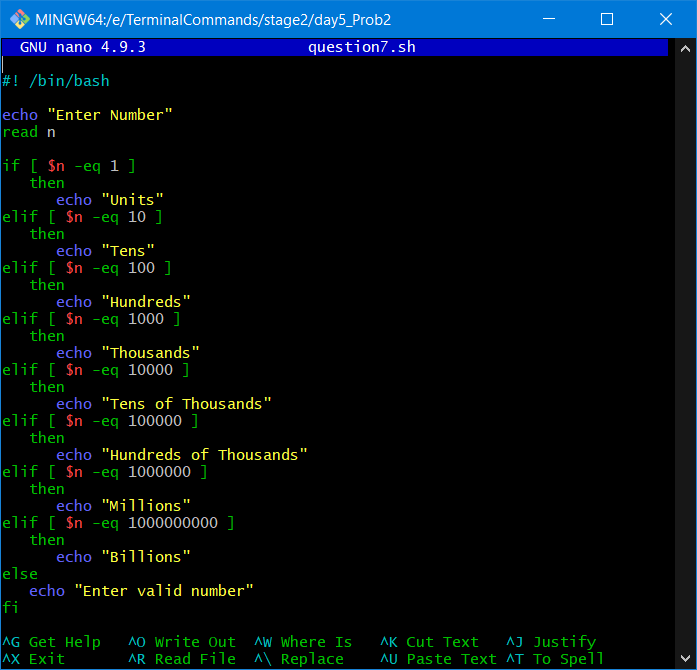 MINGW64:/e/TerminalCommands/stage2/day5_Prob2
GNU nano 4.9.3 question7.sh
#! /bin/bash
echo "Enter Number"
read n
if [ $n -eq 1 ]
then
echo "Units"
elif [ $n -eq 10 ]
then
echo "Tens"
elif [ $n -eq 100 ]
then
echo "Hundreds"
elif [ $n -eq 1000 ]
then
echo "Thousands"
elif [ $n -eq 10000 ]
then
echo "Tens of Thousands"
elif [ $n -eq 100000 ]
then
echo "Hundreds of Thousands"
elif [ $n -eq 1000000 ]
then
echo "Millions"
elif [ $n -eq 1000000000 ]
then
echo "Billions"
else
echo "Enter valid number"
fi
^G Get Help ^O Write Out ^W Where Is ^K Cut Text ^J Justify
^X Exit ^R Read File ^\ Replace ^U Paste Text ^T To Spell